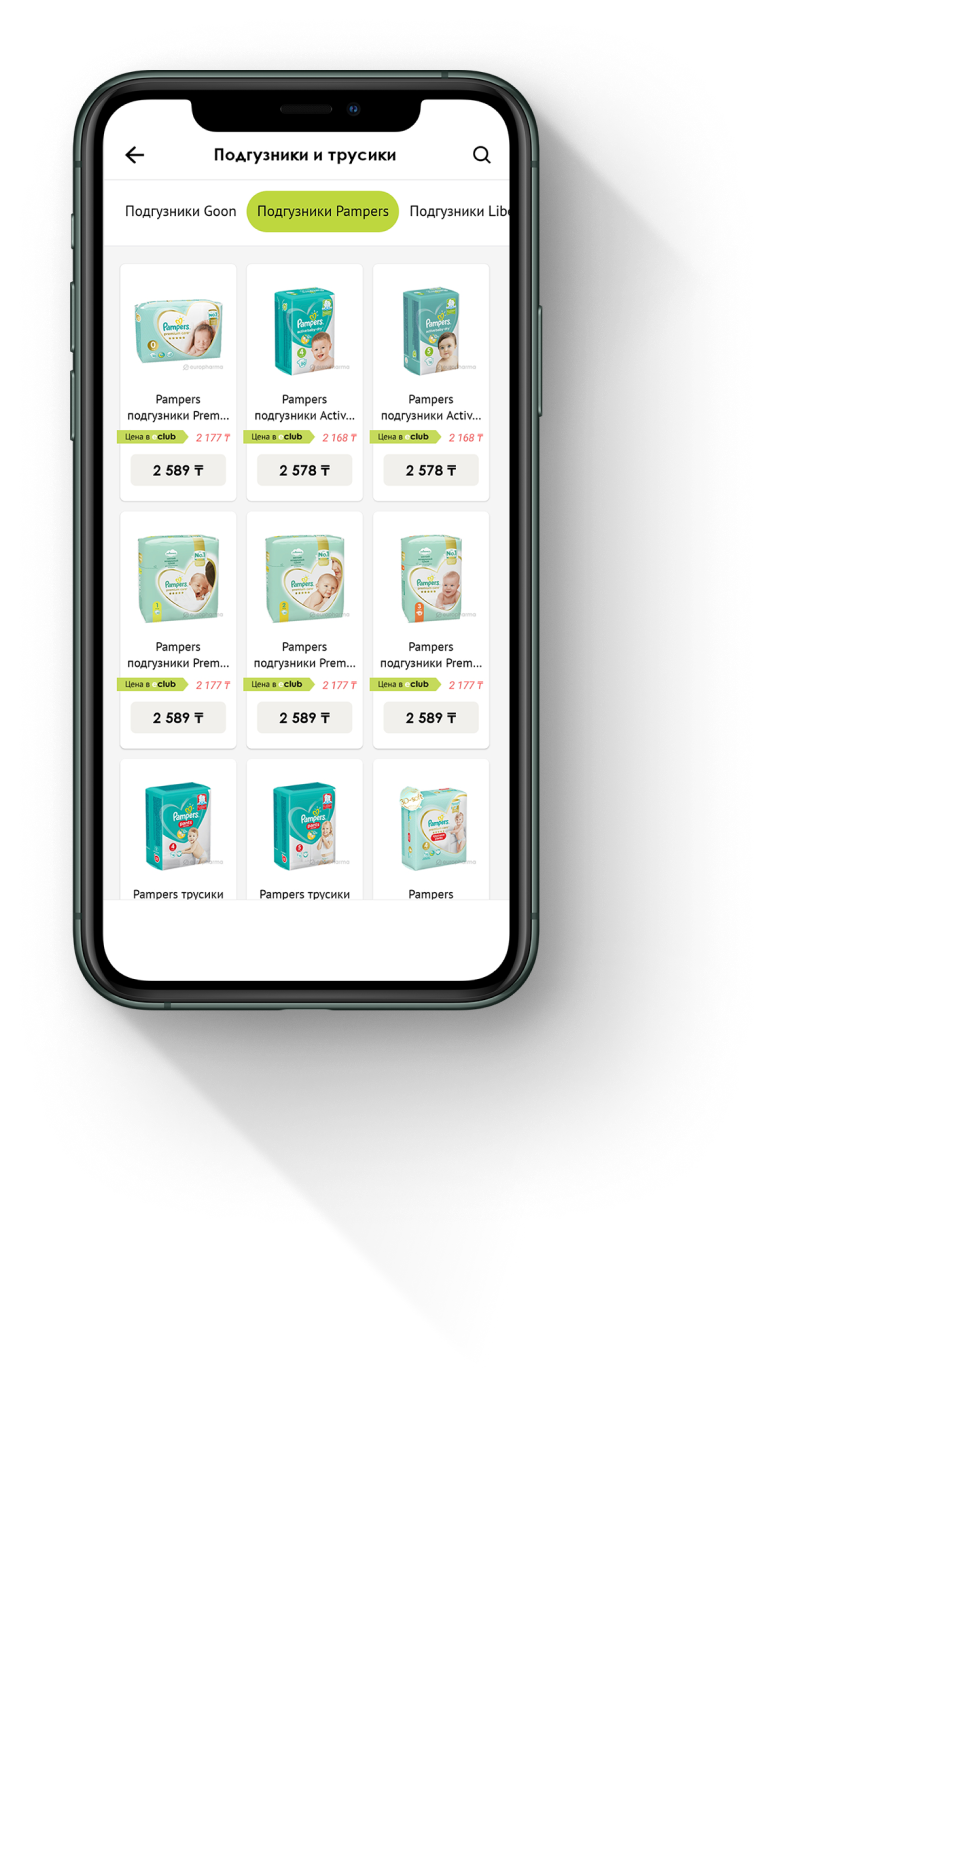 Подгузники и трусики
Подгузники Goon
Подгузники Pampers
Подгузники Libe
Pampers
подгузники Prem...
Цена в club 2 177 ₸
2 589 ₸
Pampers
подгузники Activ...
Цена в club 2 168 ₸
2 578 ₸
Pampers
подгузники Activ...
Цена в club 2 168 ₸
2 578 ₸
Pampers
подгузники Prem...
Цена в club 2 177 ₸
2 589 ₸
Pampers
подгузники Prem...
Цена в club 2 177 ₸
2 589 ₸
Pampers
подгузники Prem...
Цена в club 2 177 ₸
2 589 ₸
Pampers трусики
Pampers трусики
Pampers